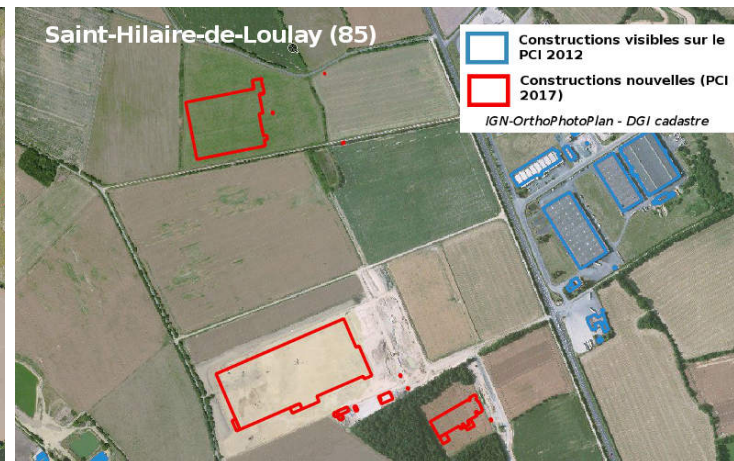 Saint-Hilaire-de-Loulay (85)
Constructions visibles sur le
PCI 2012
Constructions nouvelles (PCI
2017)
IGN-OrthoPhotoPlan - DGI cadastre